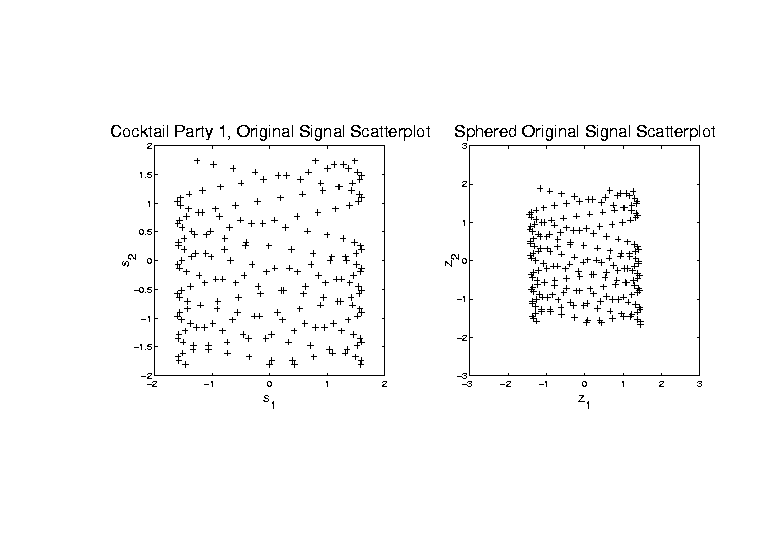 Cocktail Party 1, Original Signal Scatterplot
2
1.5
1
0.5
0
−0.5
−1
−1.5
−2
−2 −1 0 1 2
s2
s1
Sphered Original Signal Scatterplot
3
2
1
0
−1
−2
−3
−3 −2 −1 0 1 2 3
z2
z1